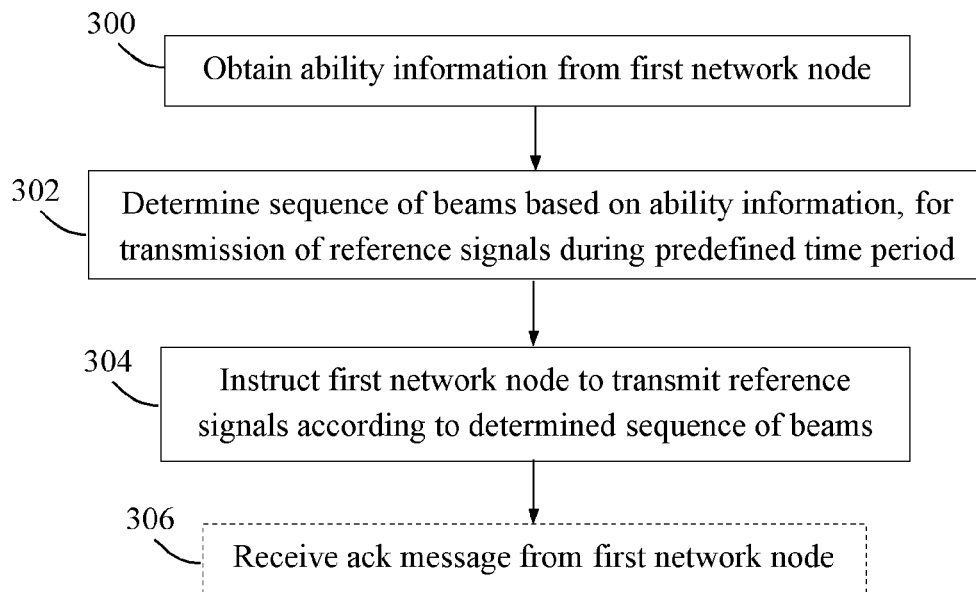 300
Obtain ability information from first network node
302
Determine sequence of beams based on ability information, for
transmission of reference signals during predefined time period
304
Instruct first network node to transmit reference
signals according to determined sequence of beams
306
Receive ack message from first network node